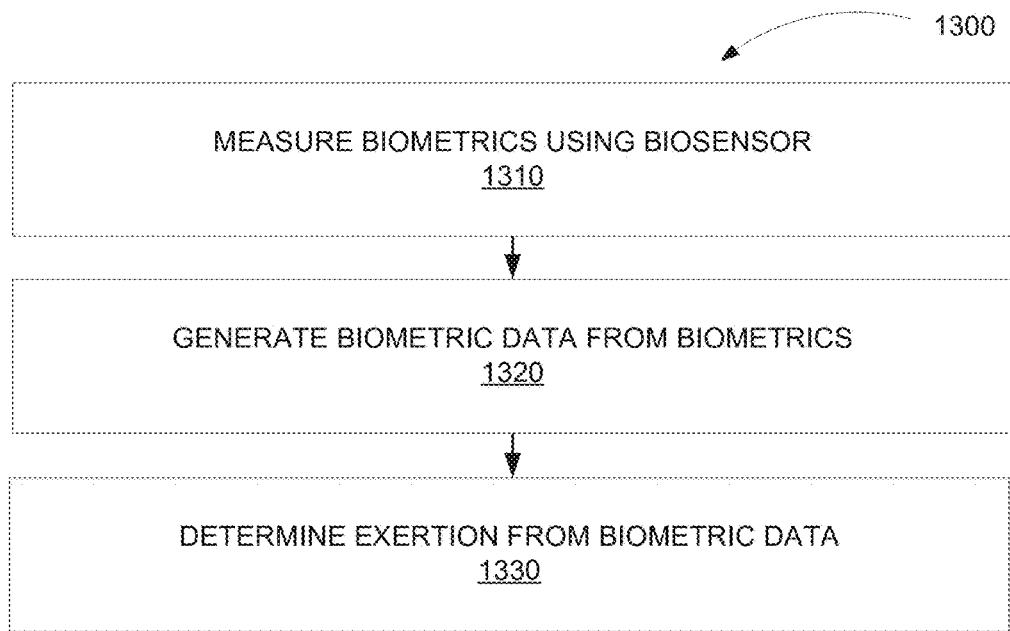 1300
MEASURE BIOMETRICS USING BIOSENSOR
1310
GENERATE BIOMETRIC DATA FROM BIOMETRICS
1320
DETERMINE EXERTION FROM BIOMETRIC DATA
1330